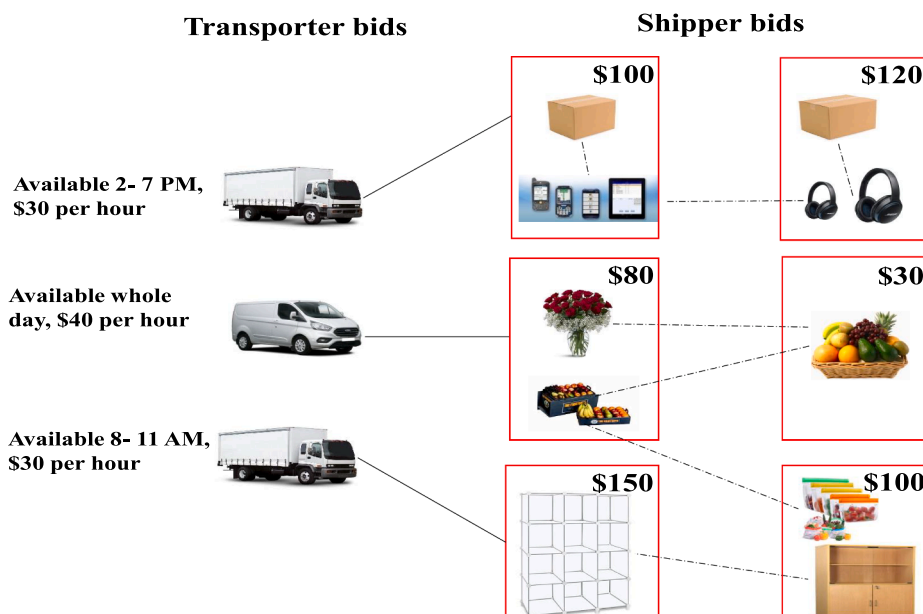 Transporter bids
Shipper bids
$100
$120
Available 2- 7 PM,
$30 per hour
$80
$30
Available whole
day, $40 per hour
Available 8- 11 AM,
$30 per hour
$150
$100